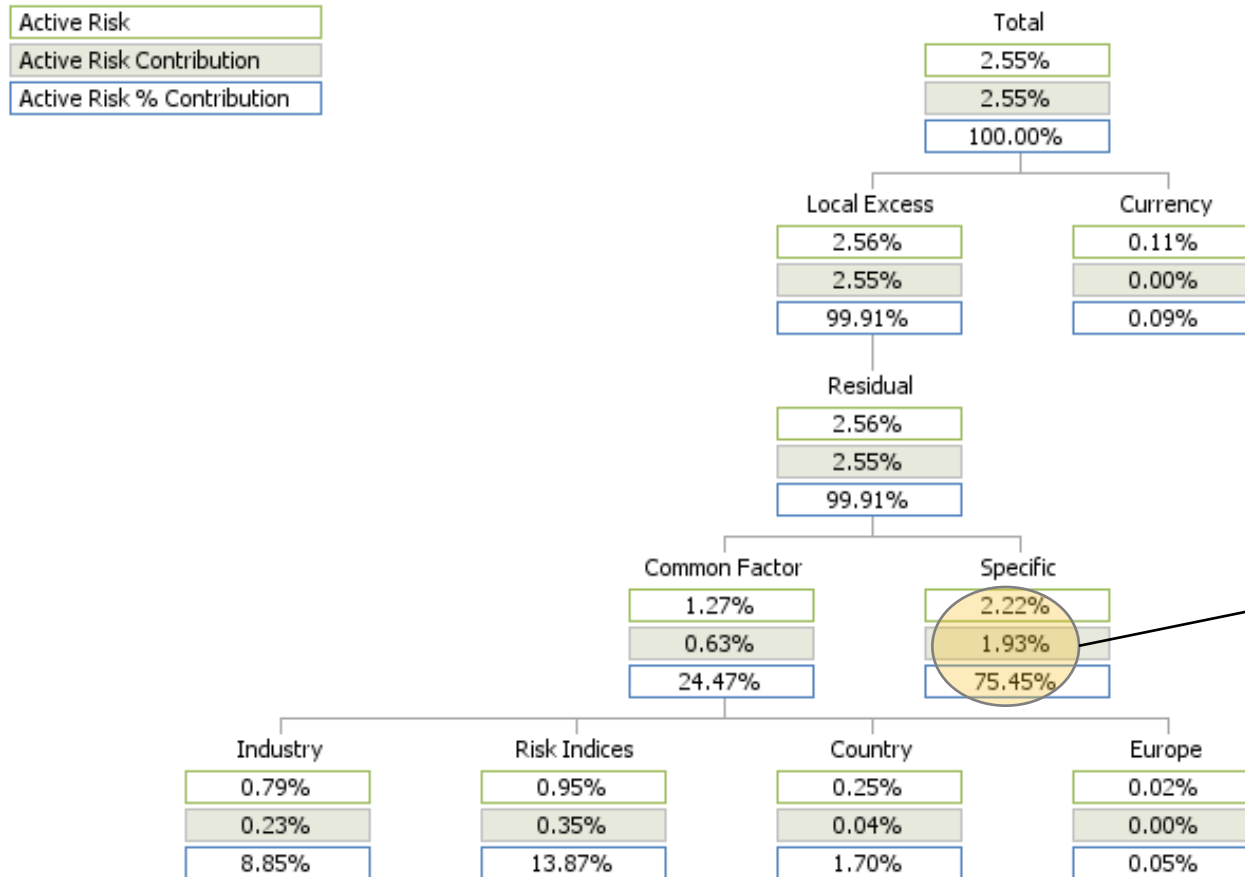 Active Risk
Active Risk Contribution
Active Risk % Contribution
Total
2.55%
2.55%
100.00%
Local Excess
2.56%
2.55%
99.91%
Currency
0.11%
0.00%
0.09%
Residual
2.56%
2.55%
99.91%
Common Factor
1.27%
0.63%
24.47%
Specific
2.22%
1.93%
75.45%
Industry
0.79%
0.23%
8.85%
Risk Indices
0.95%
0.35%
13.87%
Country
0.25%
0.04%
1.70%
Europe
0.02%
0.00%
0.05%